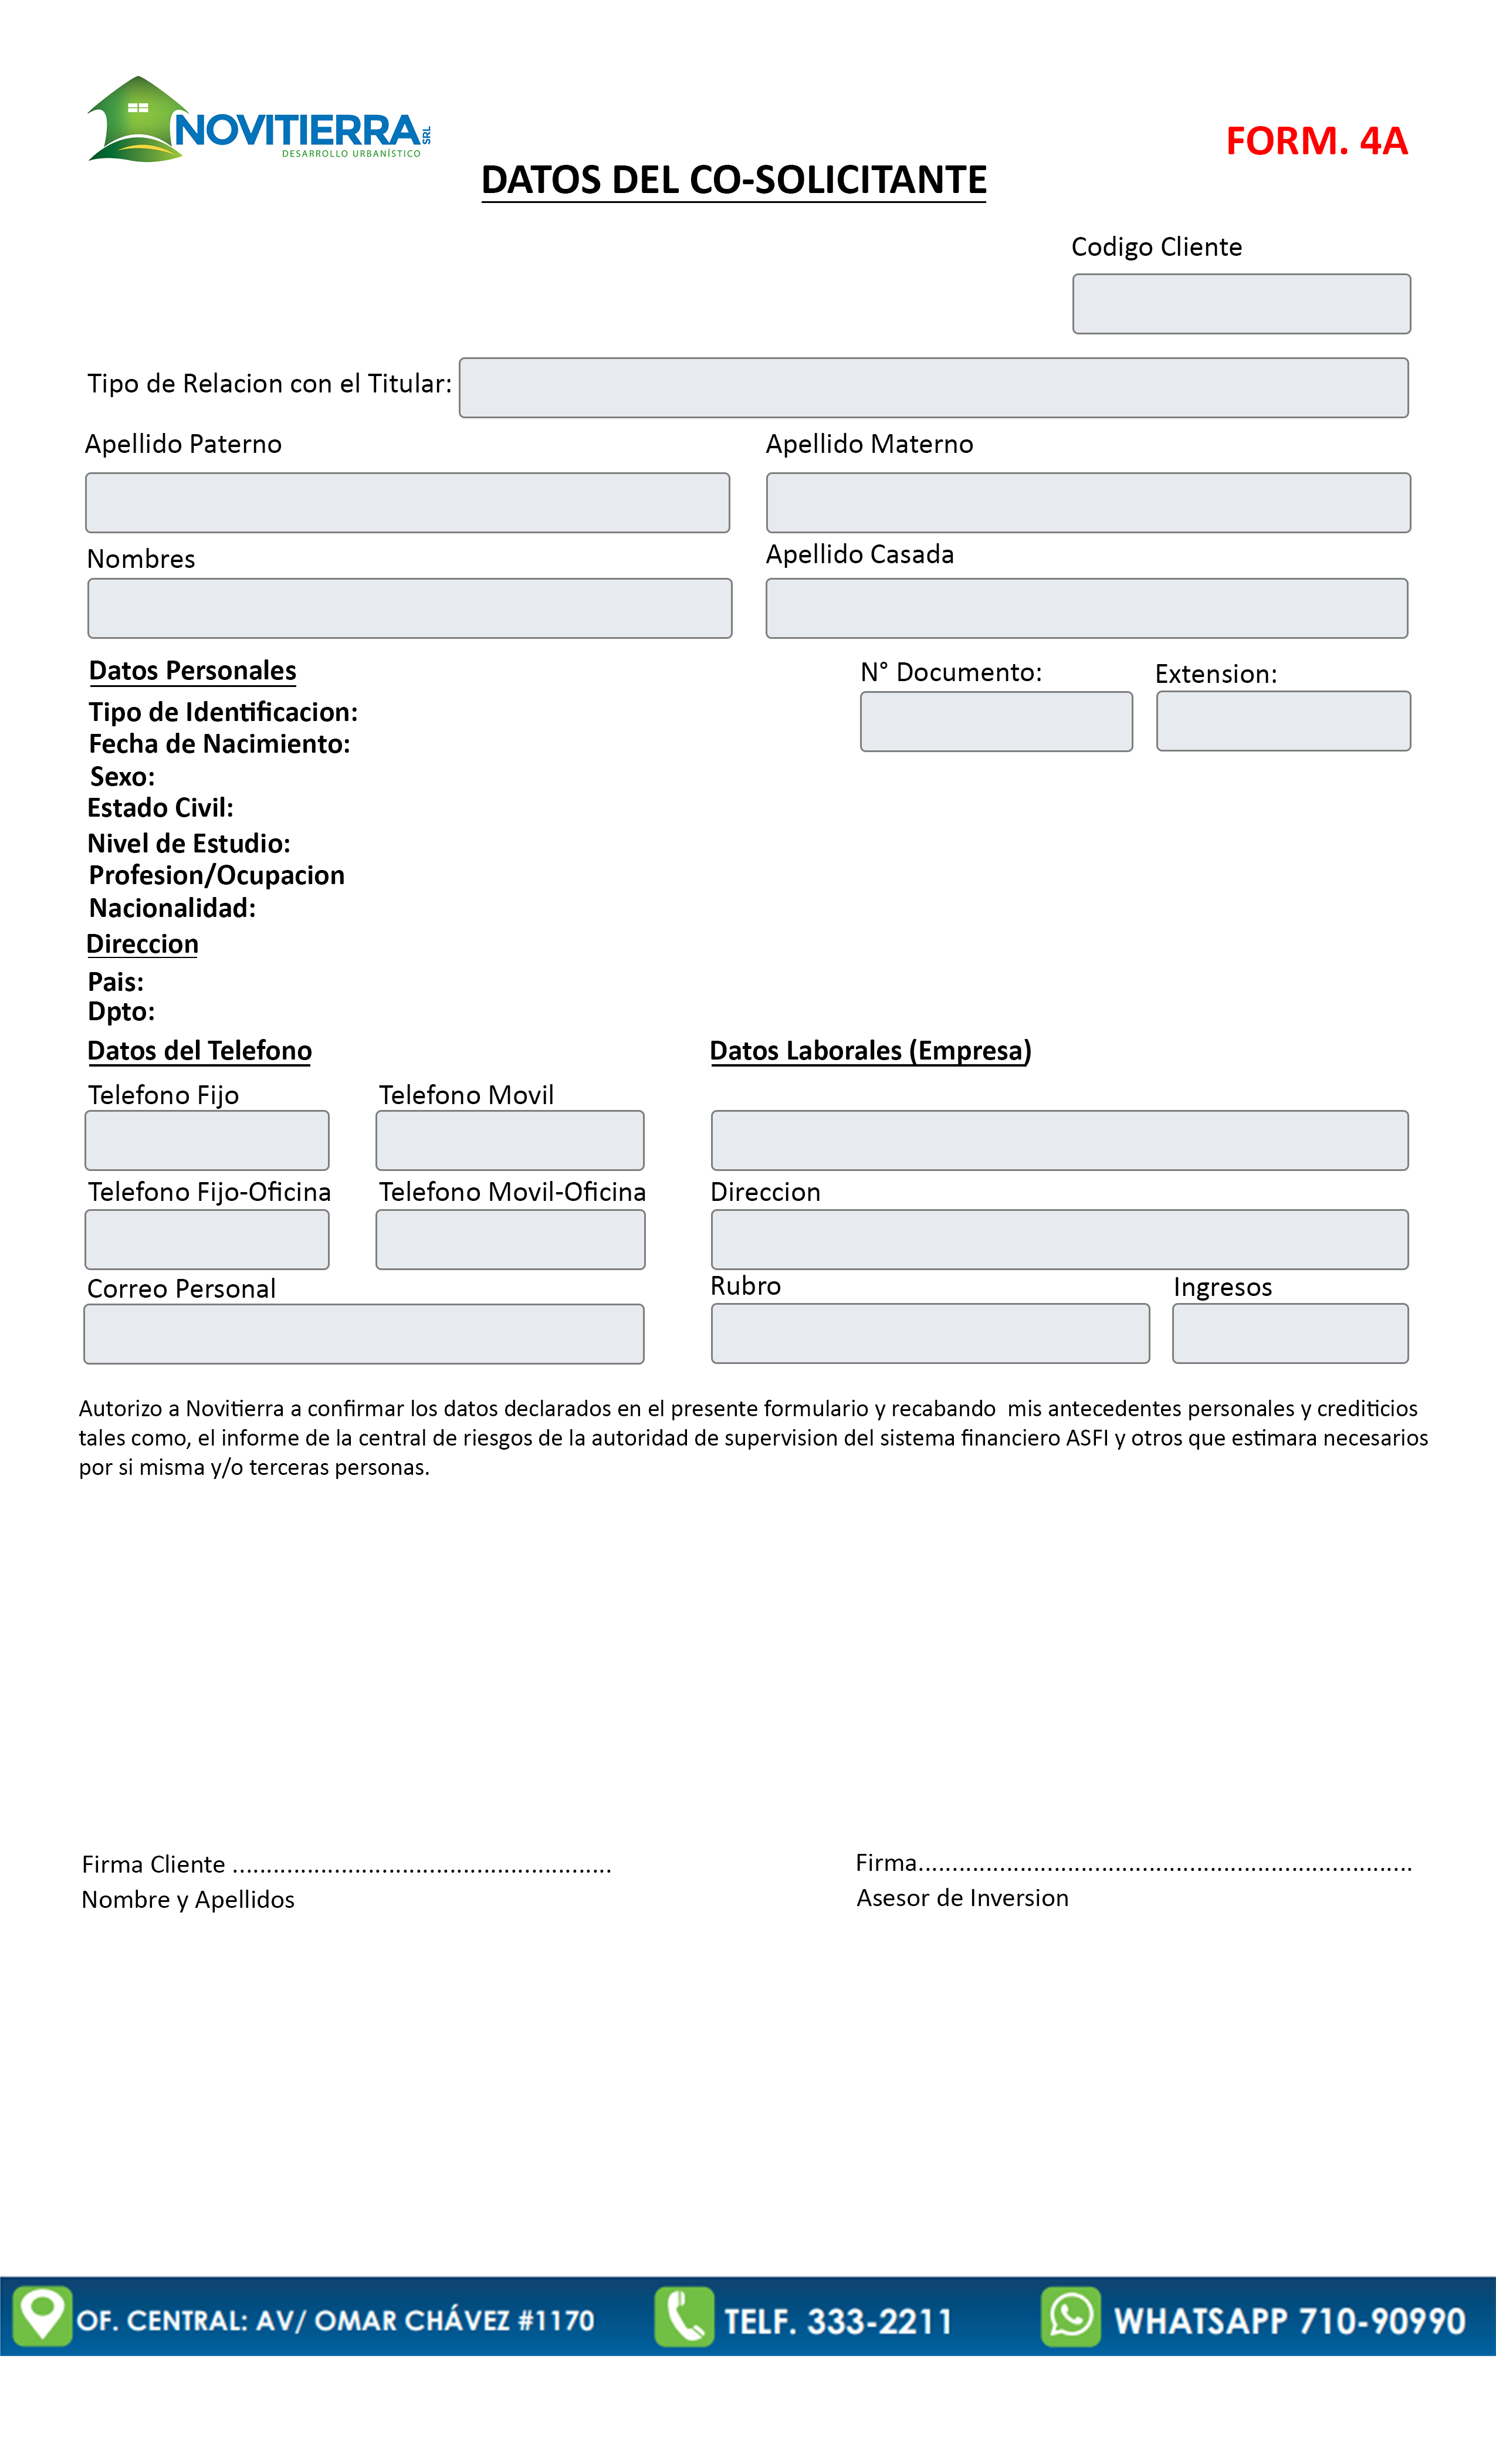 NOVITIERRA SRL
DESARROLLO URBANÍSTICO
FORM. 4A
DATOS DEL CO-SOLICITANTE
Codigo Cliente
Tipo de Relacion con el Titular:
Apellido Paterno Apellido Materno
Nombres Apellido Casada
Datos Personales N° Documento: Extension:
Tipo de Identificacion:
Fecha de Nacimiento:
Sexo:
Estado Civil:
Nivel de Estudio:
Profesion/Ocupacion
Nacionalidad:
Direccion
Pais:
Dpto:
Datos del Telefono Datos Laborales (Empresa)
Telefono Fijo Telefono Movil
Telefono Fijo-Oficina Telefono Movil-Oficina Direccion
Correo Personal Rubro Ingresos
Autorizo a Novitierra a confirmar los datos declarados en el presente formulario y recabando mis antecedentes personales y crediticios
tales como, el informe de la central de riesgos de la autoridad de supervision del sistema financiero ASFI y otros que estimara necesarios
por si misma y/o terceras personas.
Firma Cliente ........................................................ Firma.........................................................................
Nombre y Apellidos Asesor de Inversion
OF. CENTRAL: AV/ OMAR CHÁVEZ #1170 TELF. 333-2211 WHATSAPP 710-90990